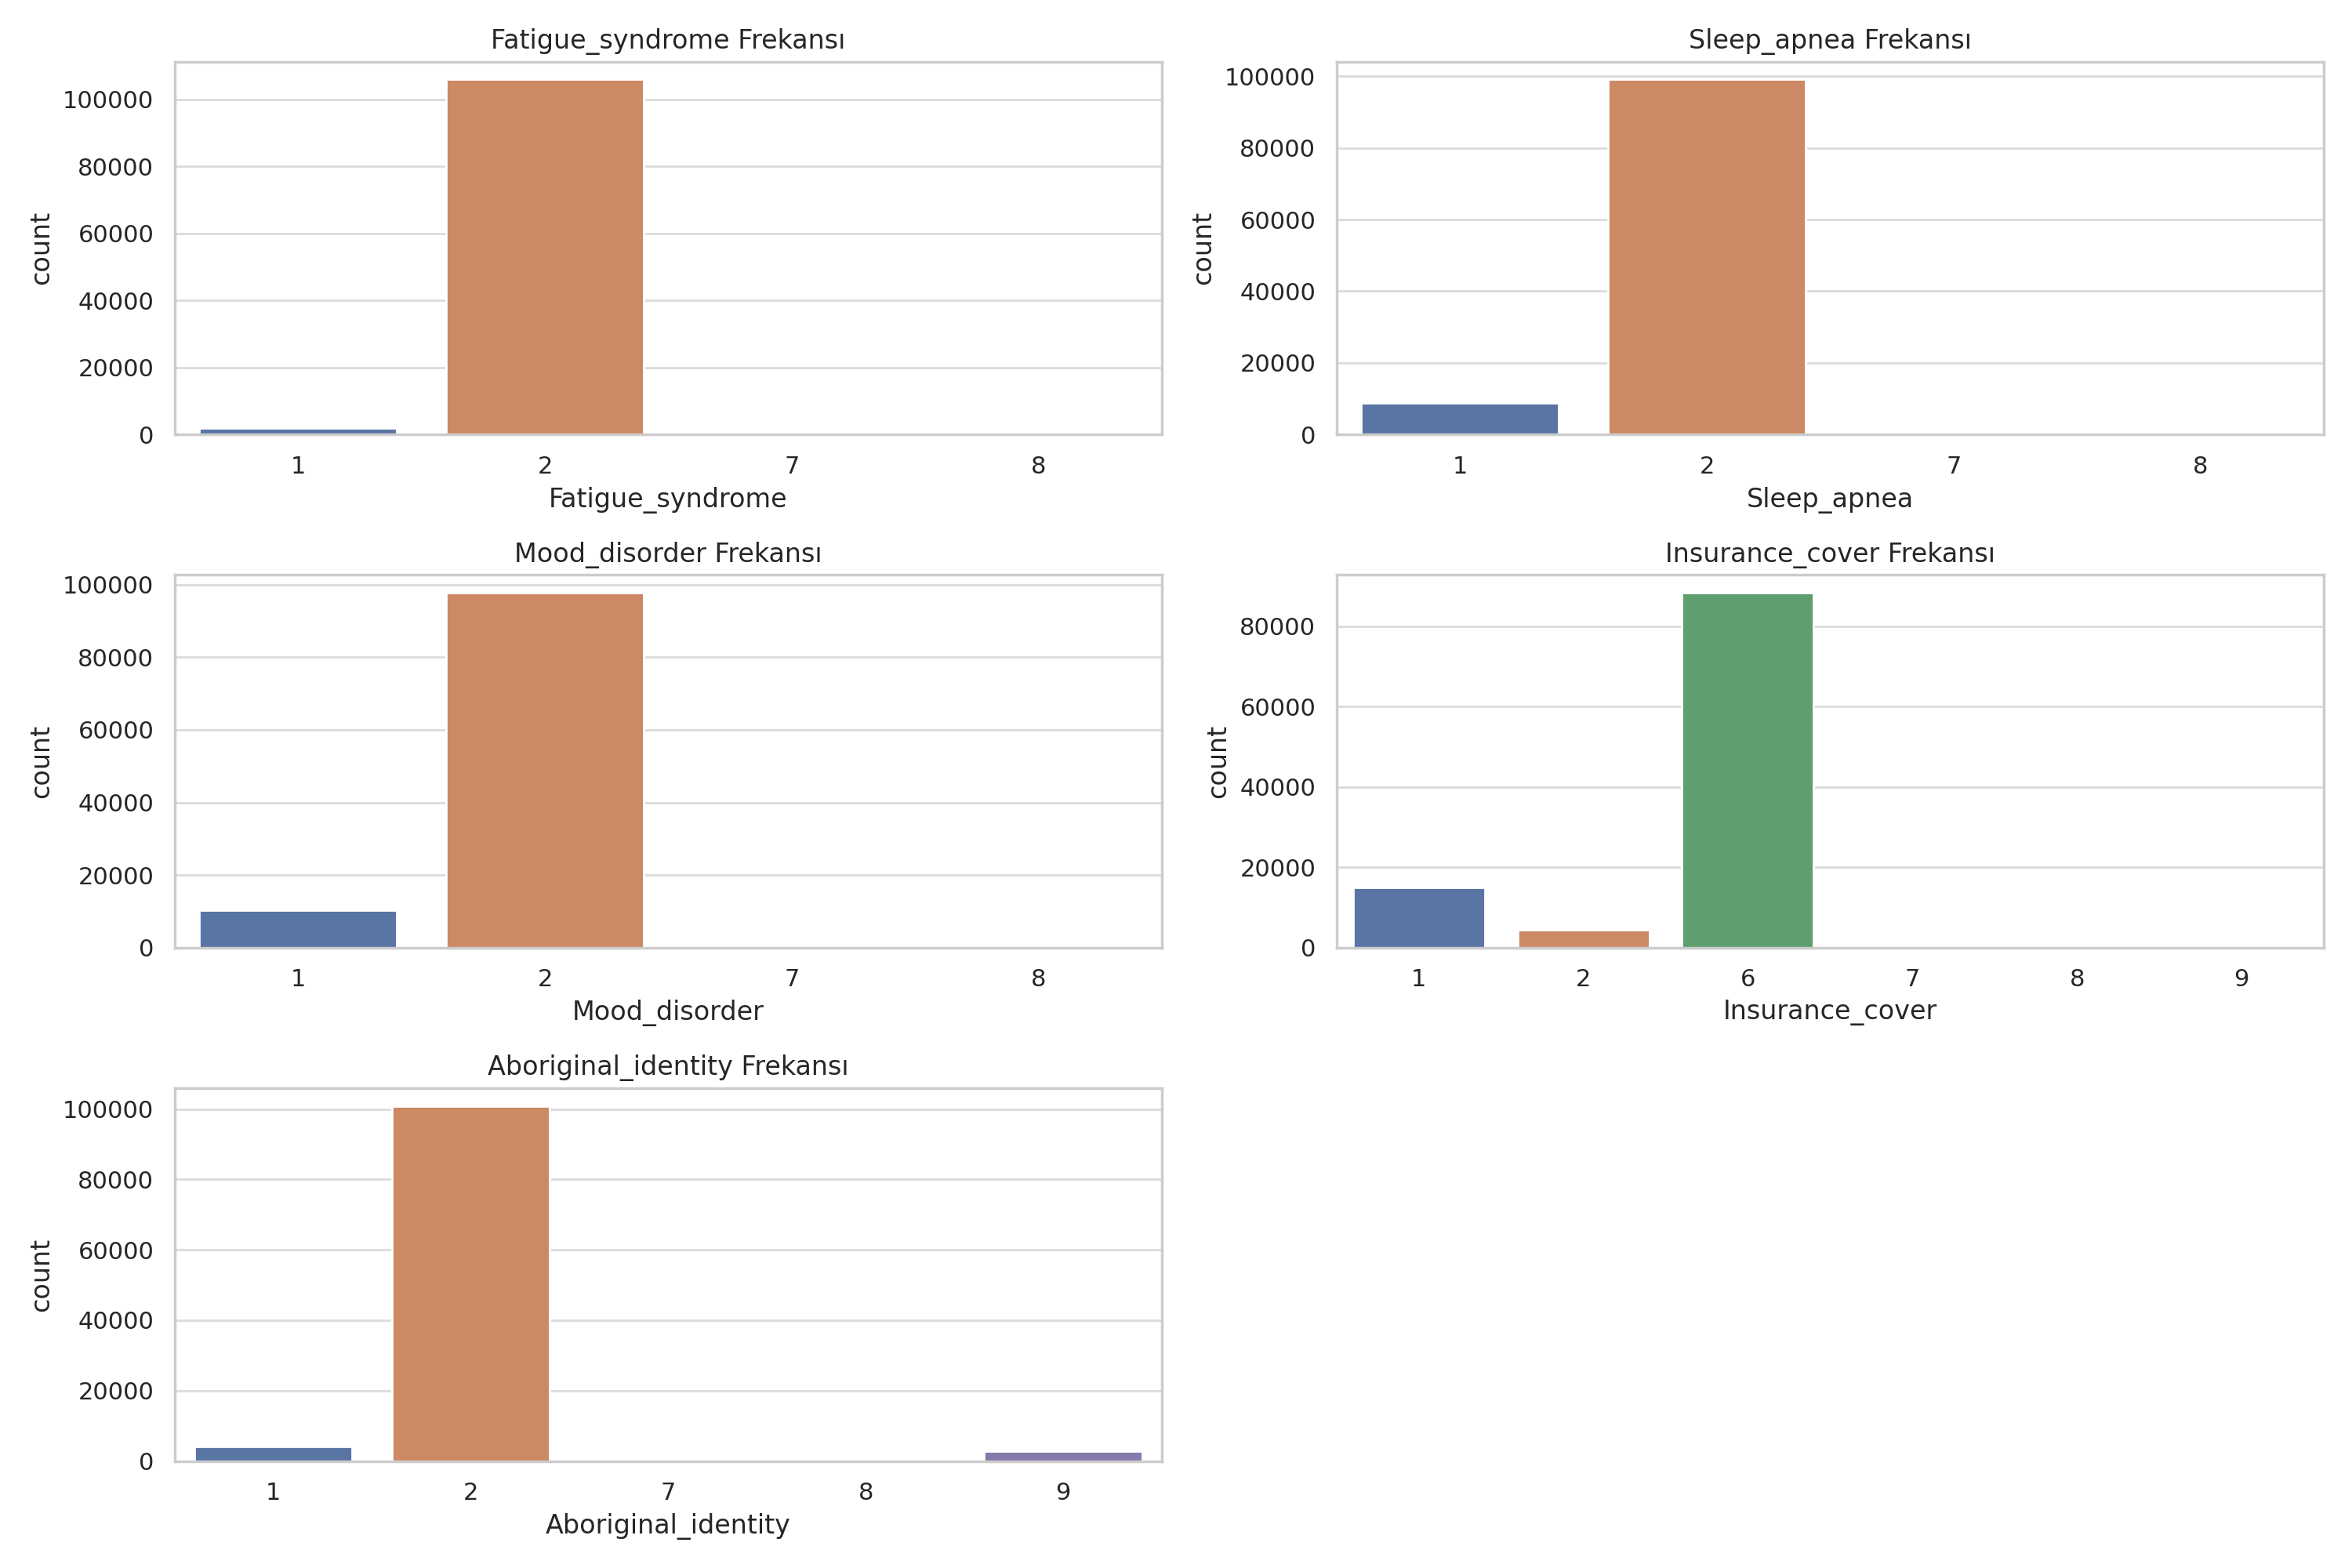 Fatigue_syndrome Frekansı
100000
80000
60000
40000
20000
0
count
1 2 7 8
Fatigue_syndrome
Sleep_apnea Frekansı
100000
80000
60000
40000
20000
0
count
1 2 7 8
Sleep_apnea
Mood_disorder Frekansı
100000
80000
60000
40000
20000
0
count
1 2 7 8
Mood_disorder
Insurance_cover Frekansı
80000
60000
40000
20000
0
count
1 2 6 7 8 9
Insurance_cover
Aboriginal_identity Frekansı
100000
80000
60000
40000
20000
0
count
1 2 7 8 9
Aboriginal_identity